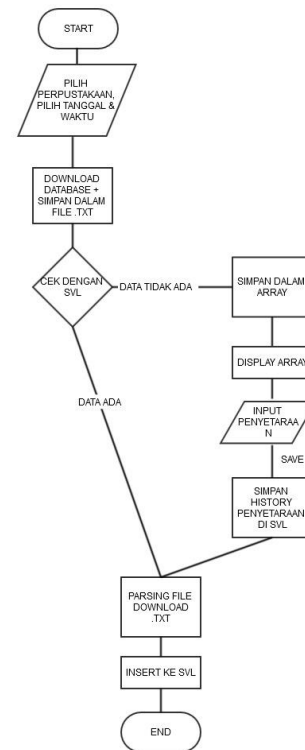 START
PILIH
PERPUSTAKAAN,
PILIH TANGGAL &
WAKTU
DOWNLOAD
DATABASE +
SIMPAN DALAM
FILE .TXT
CEK DENGAN
SVL
DATA TIDAK ADA
SIMPAN DALAM
ARRAY
DISPLAY ARRAY
INPUT
PENYETARAA
N
SAVE
SIMPAN
HISTORY
PENYETARAAN
DI SVL
DATA ADA
PARSING FILE
DOWNLOAD
.TXT
INSERT KE SVL
END